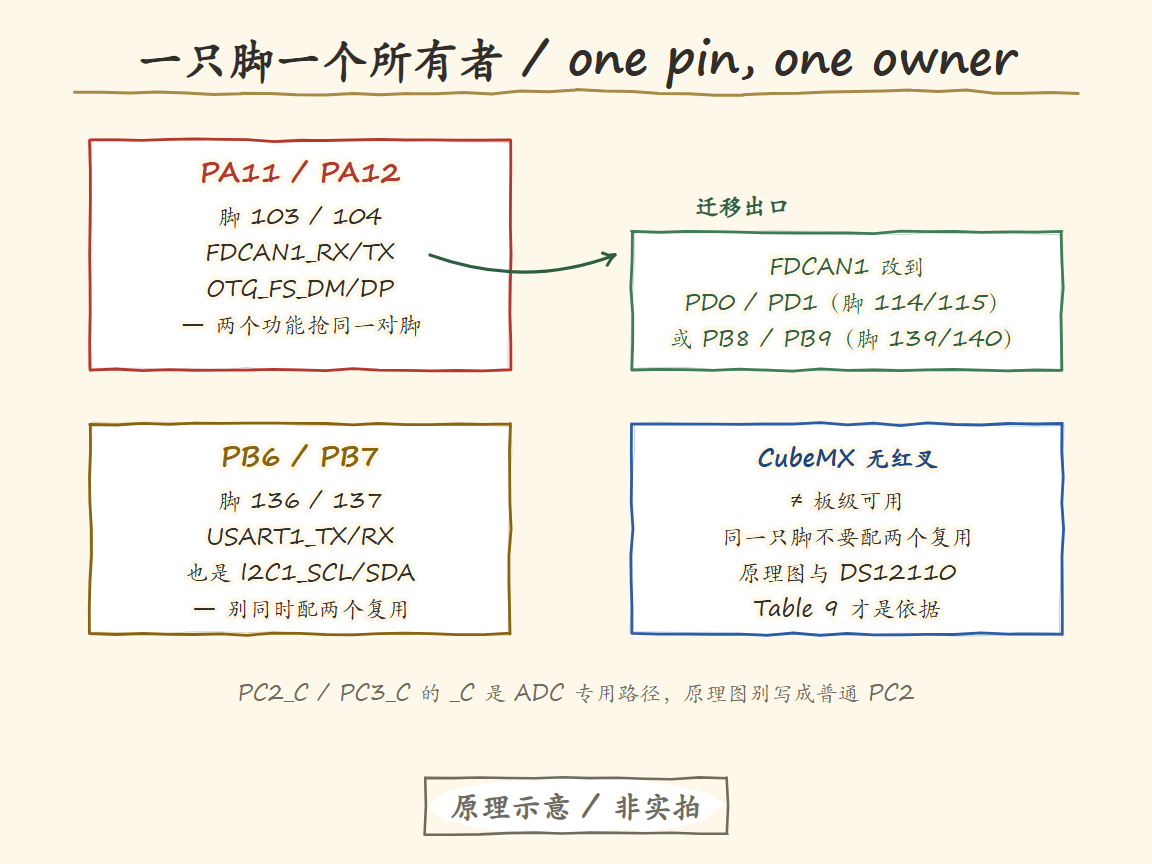 一只脚一个所有者 / one pin, one owner
PA11 / PA12
脚 103 / 104
FDCAN1_RX/TX
OTG_FS_DM/DP
— 两个功能抢同一对脚
迁移出口
FDCAN1 改到
PD0 / PD1（脚 114/115）
或 PB8 / PB9（脚 139/140）
PB6 / PB7
脚 136 / 137
USART1_TX/RX
也是 I2C1_SCL/SDA
— 别同时配两个复用
CubeMX 无红叉
≠ 板级可用
同一只脚不要配两个复用
原理图与 DS12110
Table 9 才是依据
PC2_C / PC3_C 的 _C 是 ADC 专用路径，原理图别写成普通 PC2
原理示意 / 非实拍